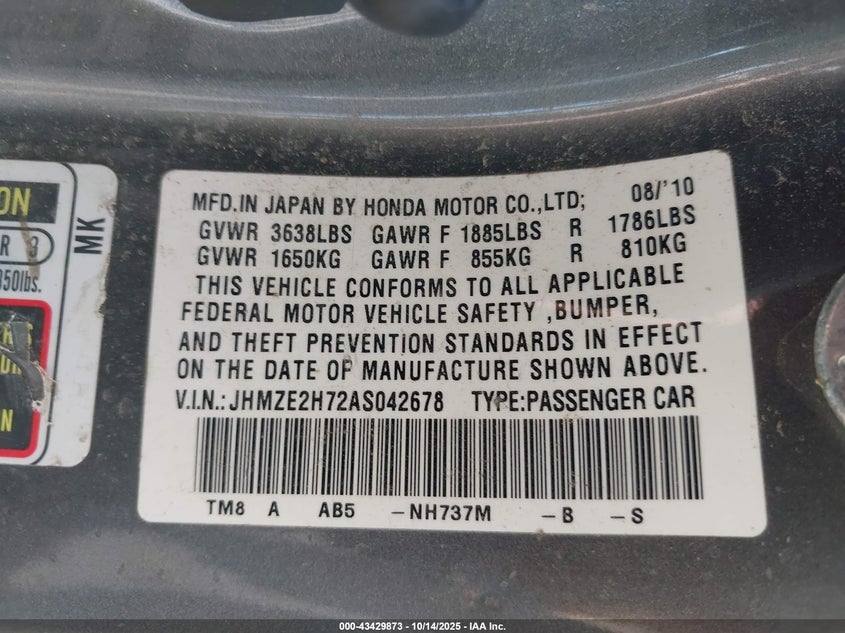 ON
R 3
350lbs.
N
MK
MFD.IN JAPAN BY HONDA MOTOR CO.,LTD; 08/'10
GVWR 3638LBS GAWR F 1885LBS R 1786LBS
GVWR 1650KG GAWR F 855KG R 810KG
THIS VEHICLE CONFORMS TO ALL APPLICABLE
FEDERAL MOTOR VEHICLE SAFETY ,BUMPER,
AND THEFT PREVENTION STANDARDS IN EFFECT
ON THE DATE OF MANUFACTURE SHOWN ABOVE.
V.I.N.: JHMZE2H72AS042678 TYPE:PASSENGER CAR
TM8 A AB5 -NH737M -B -S
000-43429873 - 10/14/2025 - IAA Inc.